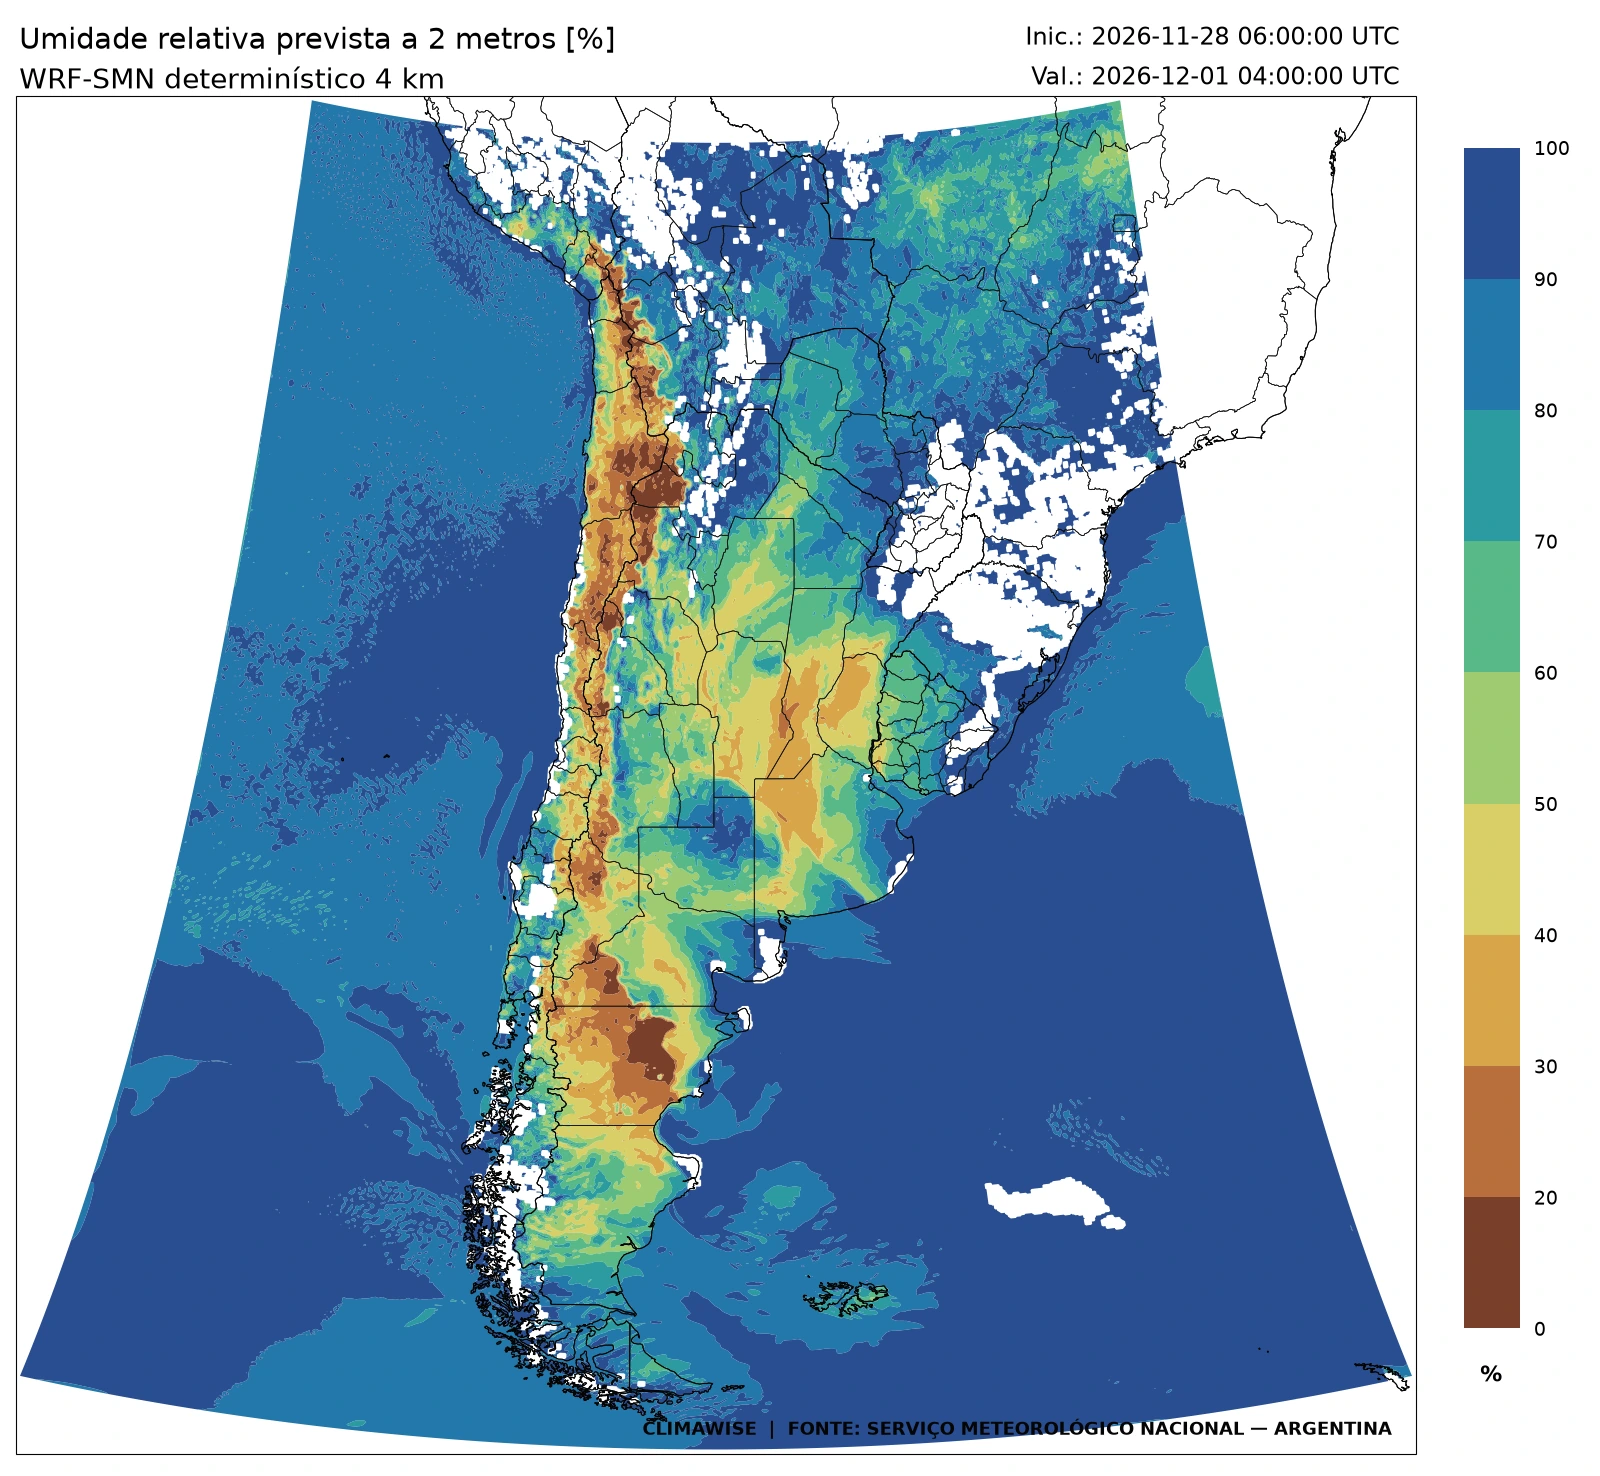 Umidade relativa prevista a 2 metros [%]
WRF-SMN determinístico 4 km
Inic.: 2026-11-28 06:00:00 UTC
Val.: 2026-12-01 04:00:00 UTC
100
90
80
70
60
50
40
30
20
0
%
CLIMAWISE | FONTE: SERVIÇO METEOROLÓGICO NACIONAL — ARGENTINA